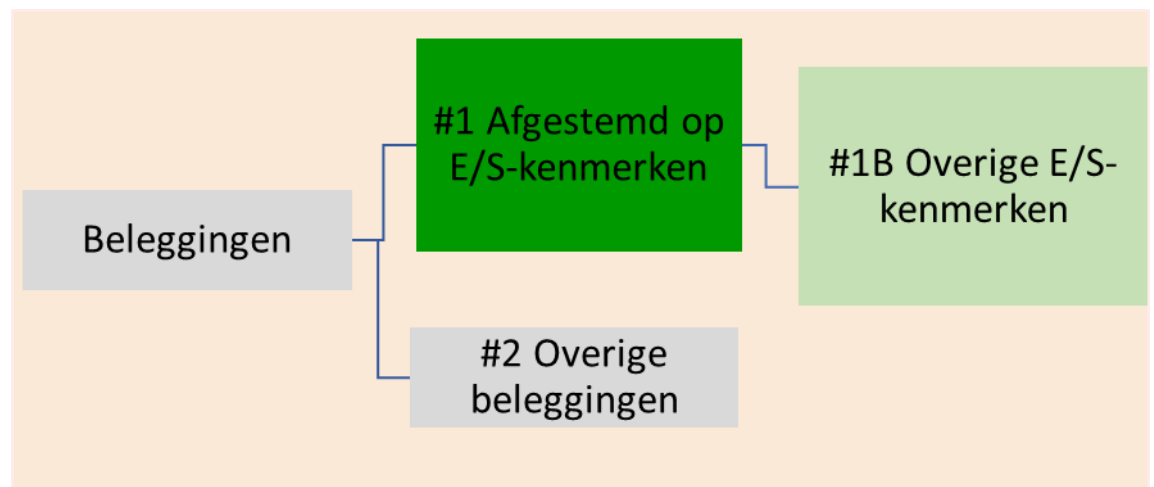 #1 Afgestemd op
E/S-kenmerken
#1B Overige E/S-
kenmerken
Beleggingen
#2 Overige
beleggingen